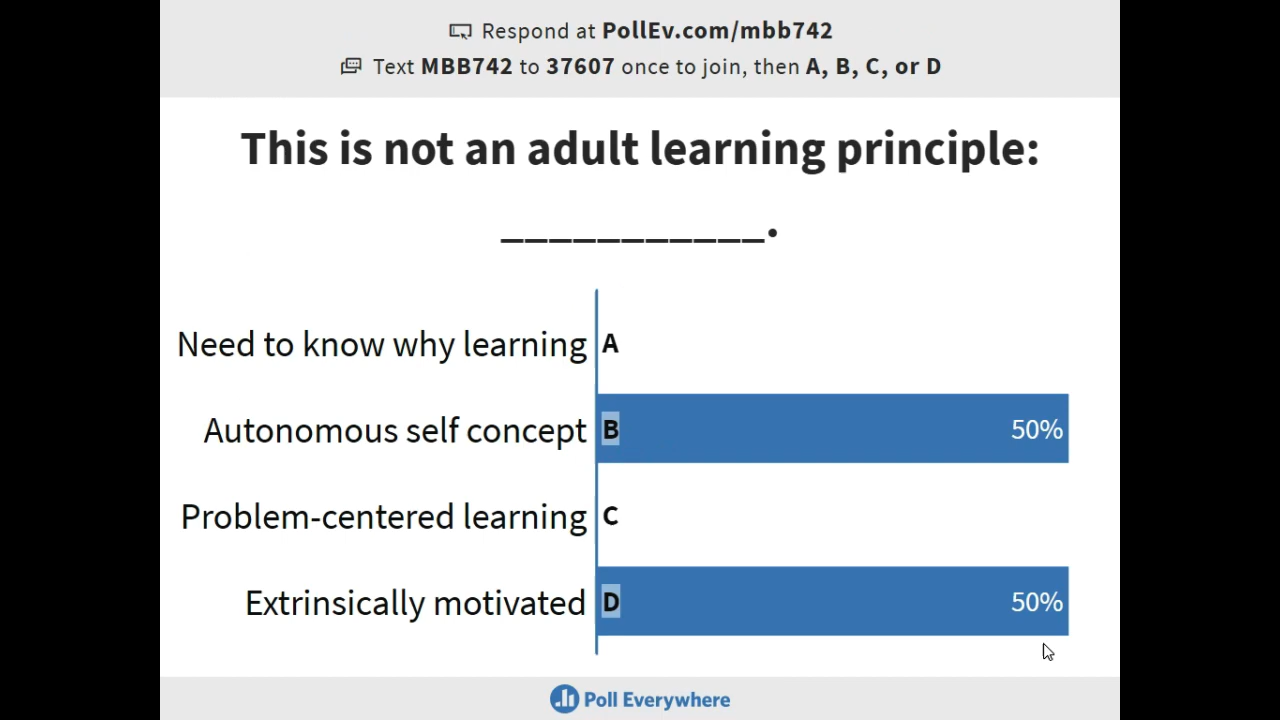 Respond at PollEv.com/mbb742
Text MBB742 to 37607 once to join, then A, B, C, or D
This is not an adult learning principle:
___________.
Need to know why learning A
Autonomous self concept B 50%
Problem-centered learning C
Extrinsically motivated D 50%
Poll Everywhere